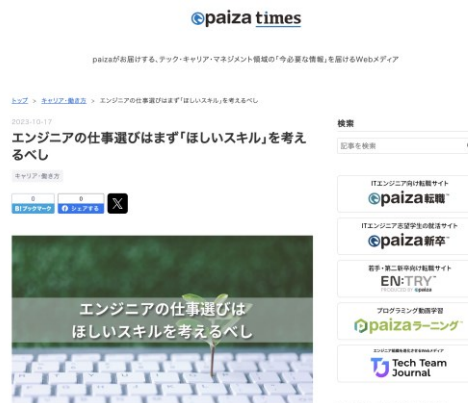 paiza times
paizaがお届けする、テック・キャリア・マネジメント領域の「今必要な情報」を届けるWebメディア
トップ > キャリア・働き方 > エンジニアの仕事選びはまず「ほしいスキル」を考えるべし
2023-10-17
エンジニアの仕事選びはまず「ほしいスキル」を考え
るべし
キャリア・働き方
0
B!ブックマーク
0
シェアする
X
エンジニアの仕事選びは
ほしいスキルを考えるべし
検索
記事を検索
ITエンジニア向け転職サイト
paiza転職
ITエンジニア志望学生の就活サイト
paiza新卒
若手・第二新卒向け転職サイト
EN:TRY
プログラミング動画学習
paizaラーニング
Tech Team
Journal